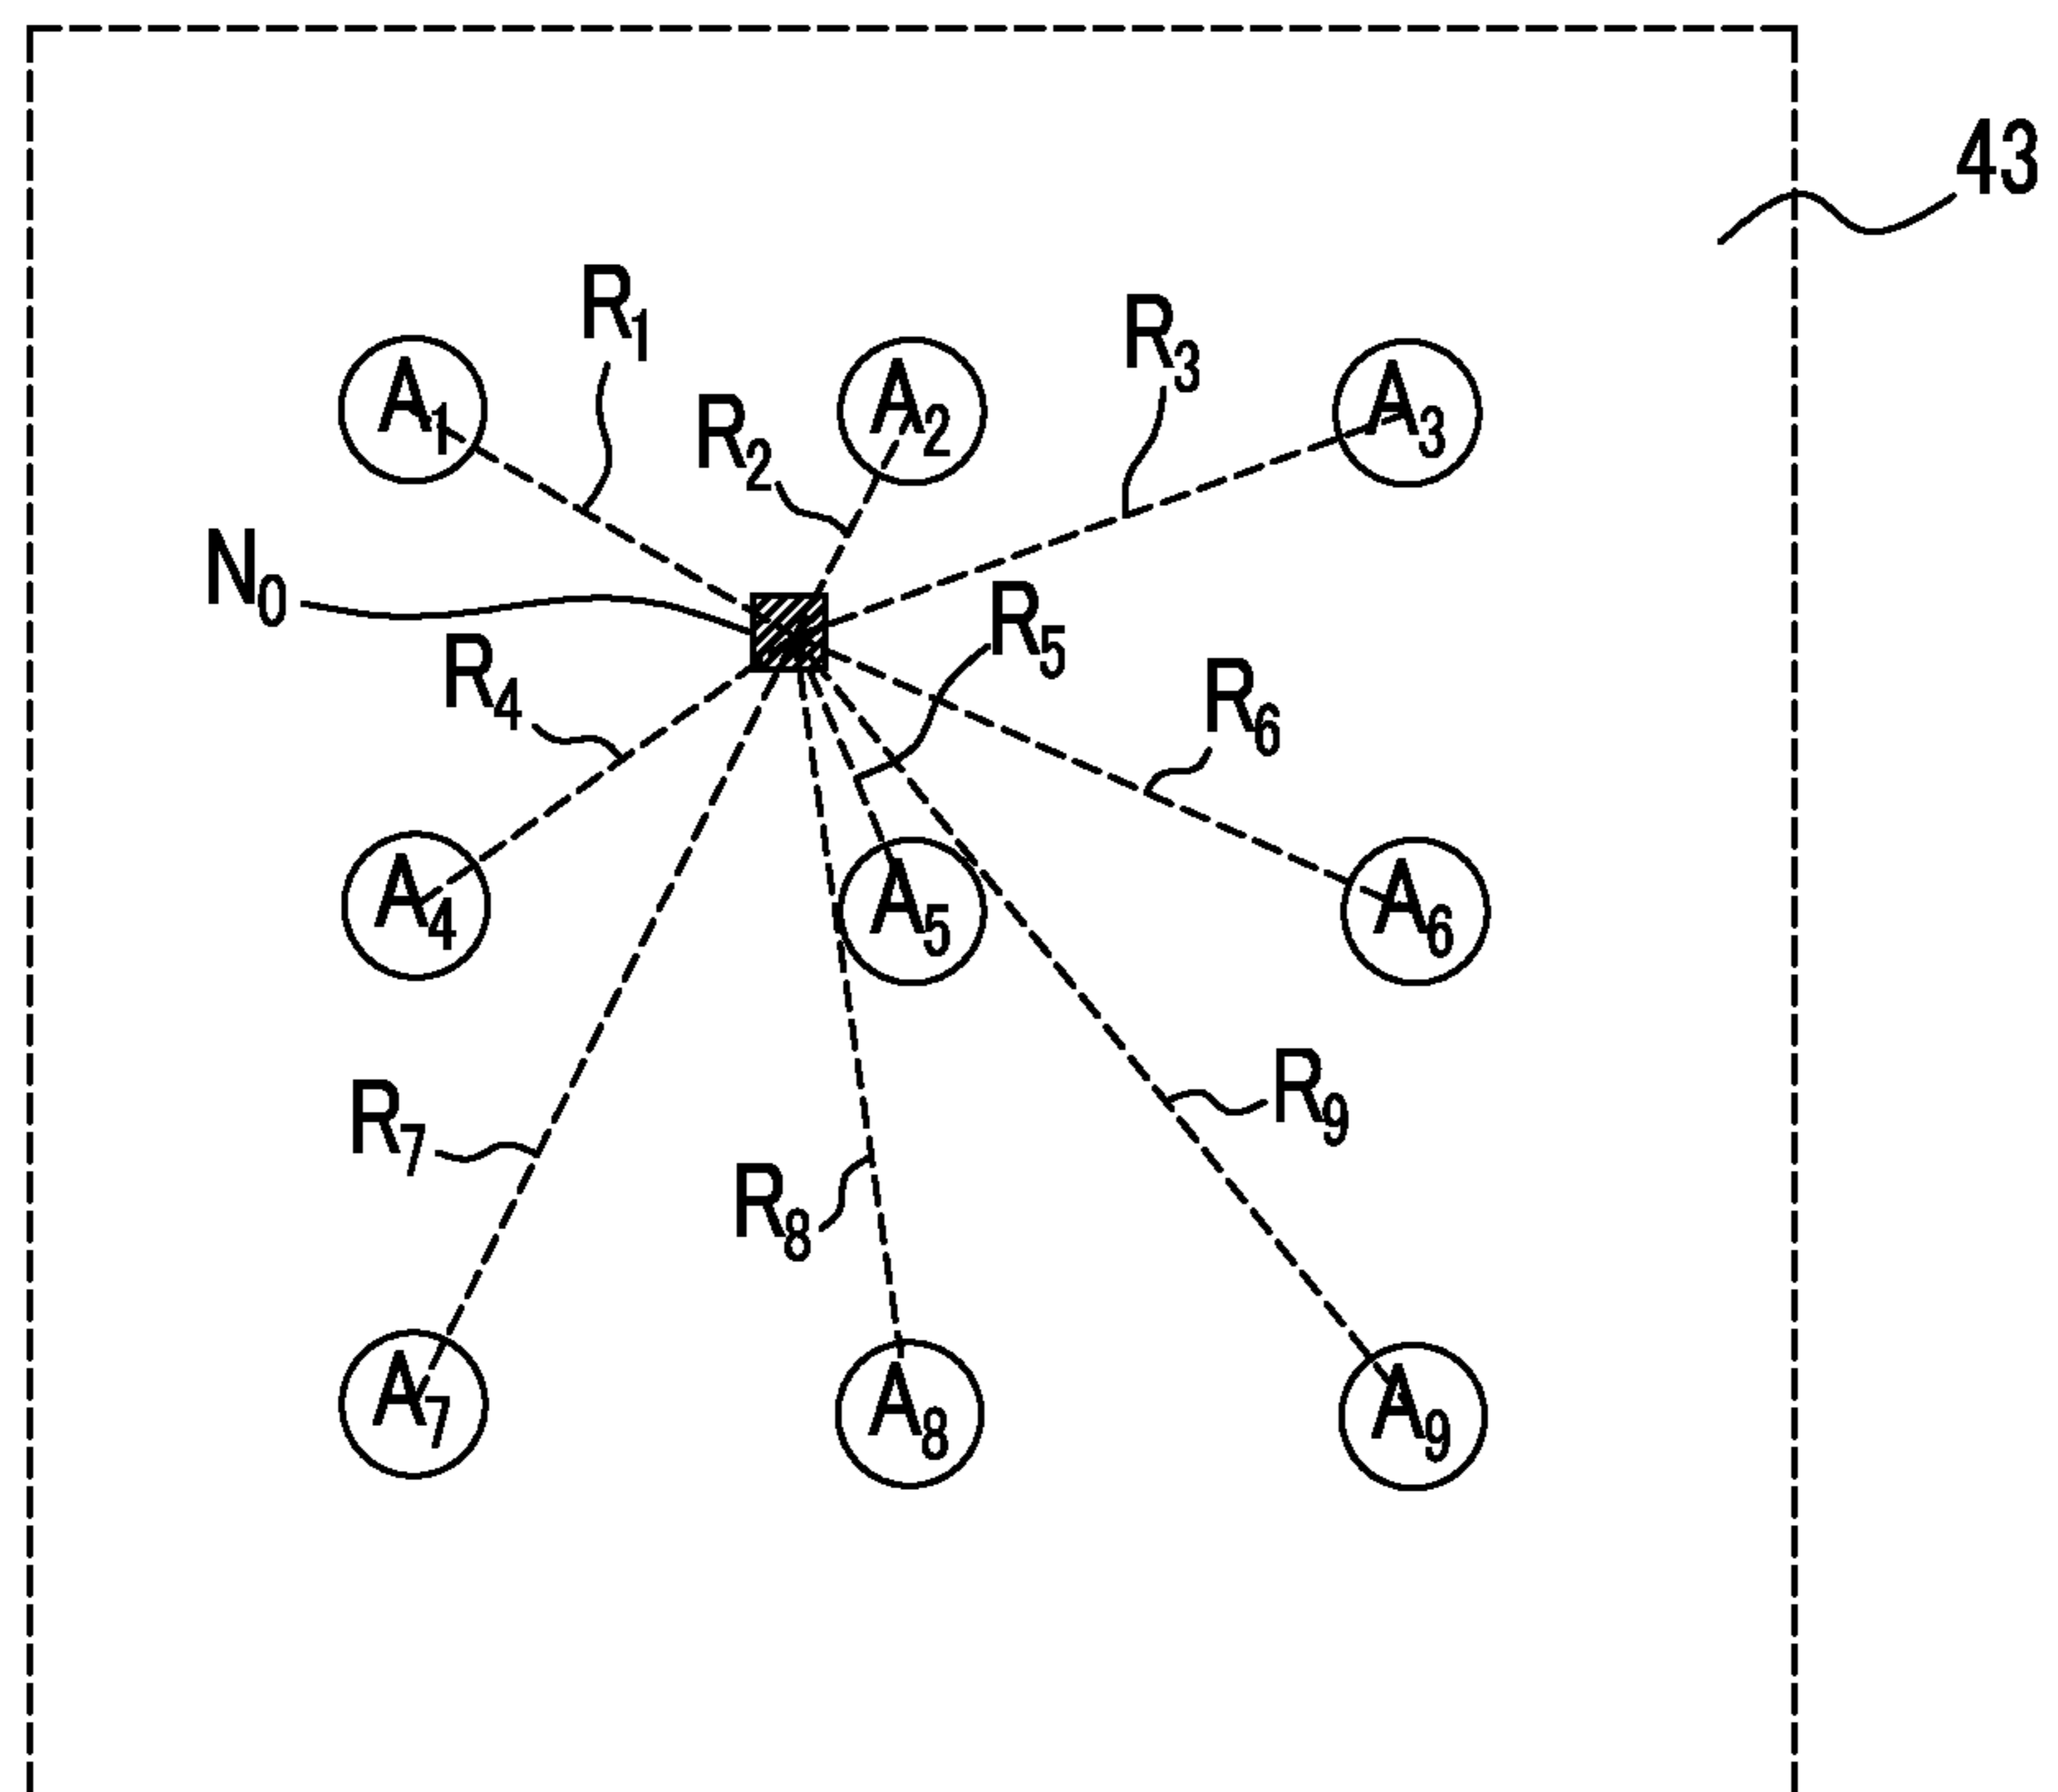 43
R₁
R₃
A₁
A₂
A₃
R₂
N₀
R₅
R₄
R₆
A₄
A₅
A₆
R₇
R₉
R₈
A₇
A₈
A₉